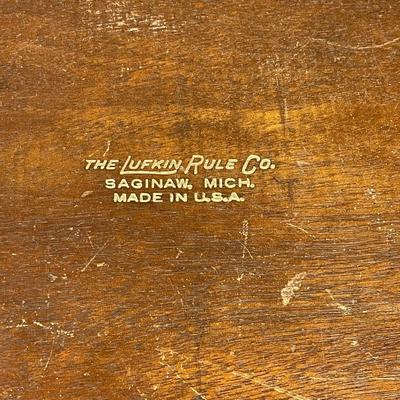 THE LUFKIN RULE CO.
SAGINAW, MICH.
MADE IN U.S.A.